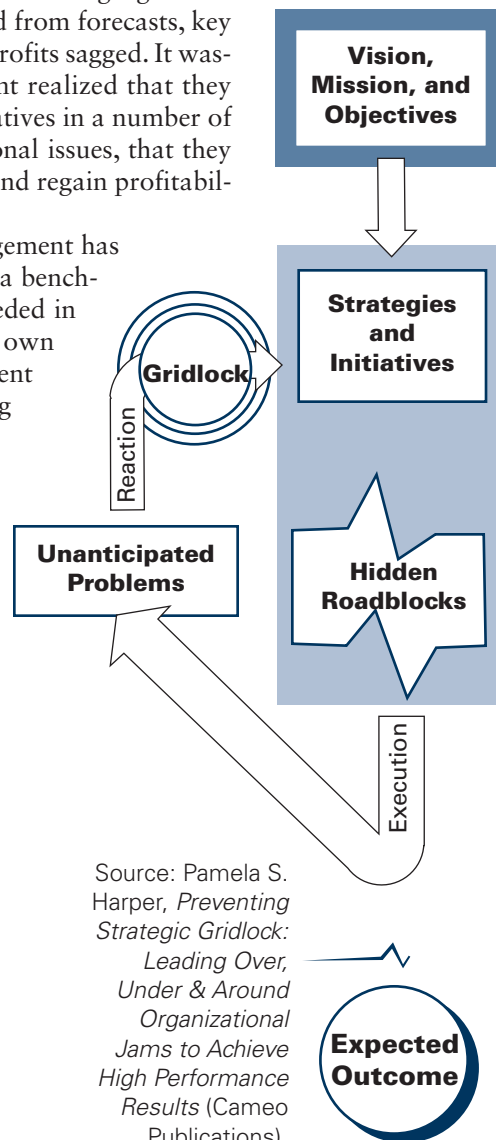 d from forecasts, key
rofits sagged. It was-
nt realized that they
atives in a number of
onal issues, that they
nd regain profitabil-
gement has
a bench-
eded in
own
ent
g
Vision,
Mission, and
Objectives
Strategies
and
Initiatives
Gridlock
Reaction
Unanticipated
Problems
Hidden
Roadblocks
Execution
Source: Pamela S.
Harper, Preventing
Strategic Gridlock:
Leading Over,
Under & Around
Organizational
Jams to Achieve
High Performance
Results (Cameo
Publications)
Expected
Outcome